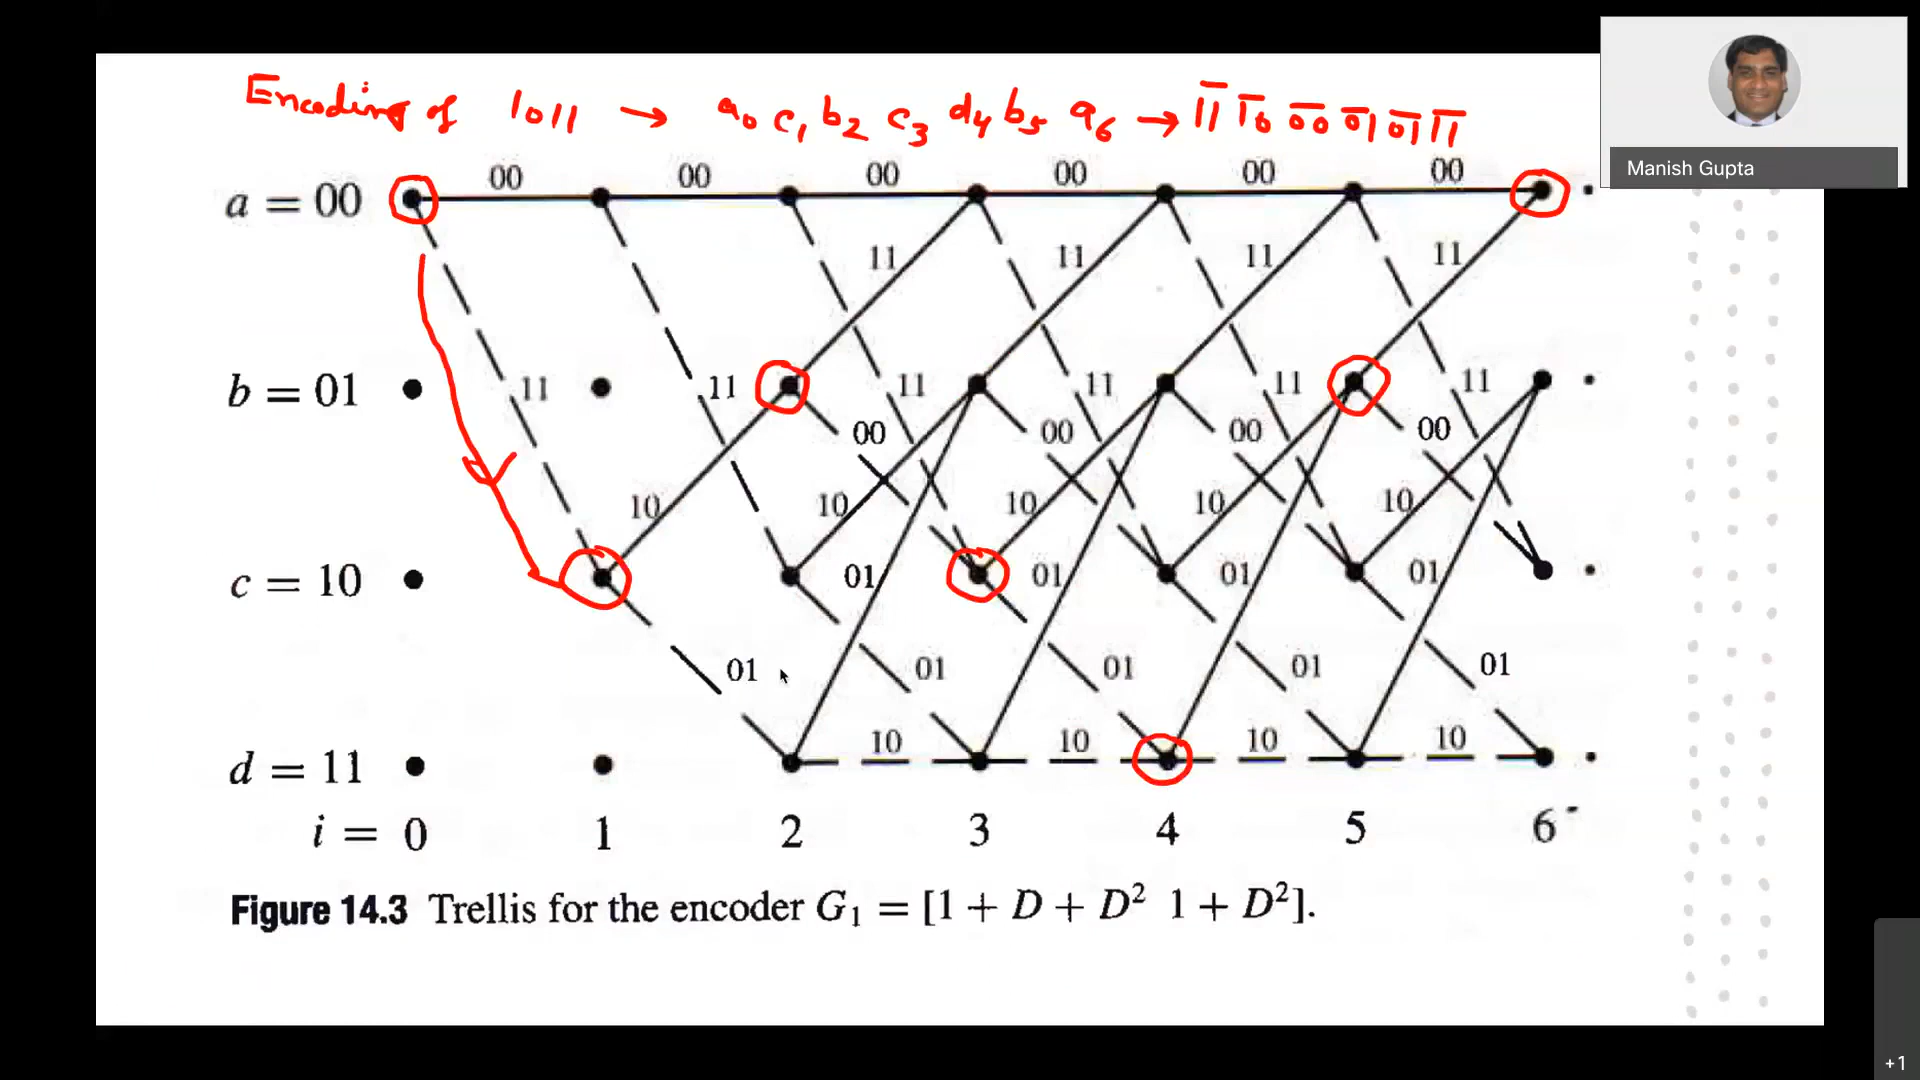 Encoding of 1011 → a₀ c₁ b₂ c₃ d₄ b₅ a₆ → 11 10 00 01 01 11
Manish Gupta
00 00 00 00 00 00
a = 00
11 11 11 11
b = 01 11 11 11 11 11 11
00 00 00 00
10 10 10 10 10
c = 10 01 01 01 01
01 01 01 01 01
10 10 10 10
d = 11
i = 0 1 2 3 4 5 6
Figure 14.3 Trellis for the encoder G₁ = [1 + D + D² 1 + D²].
+1